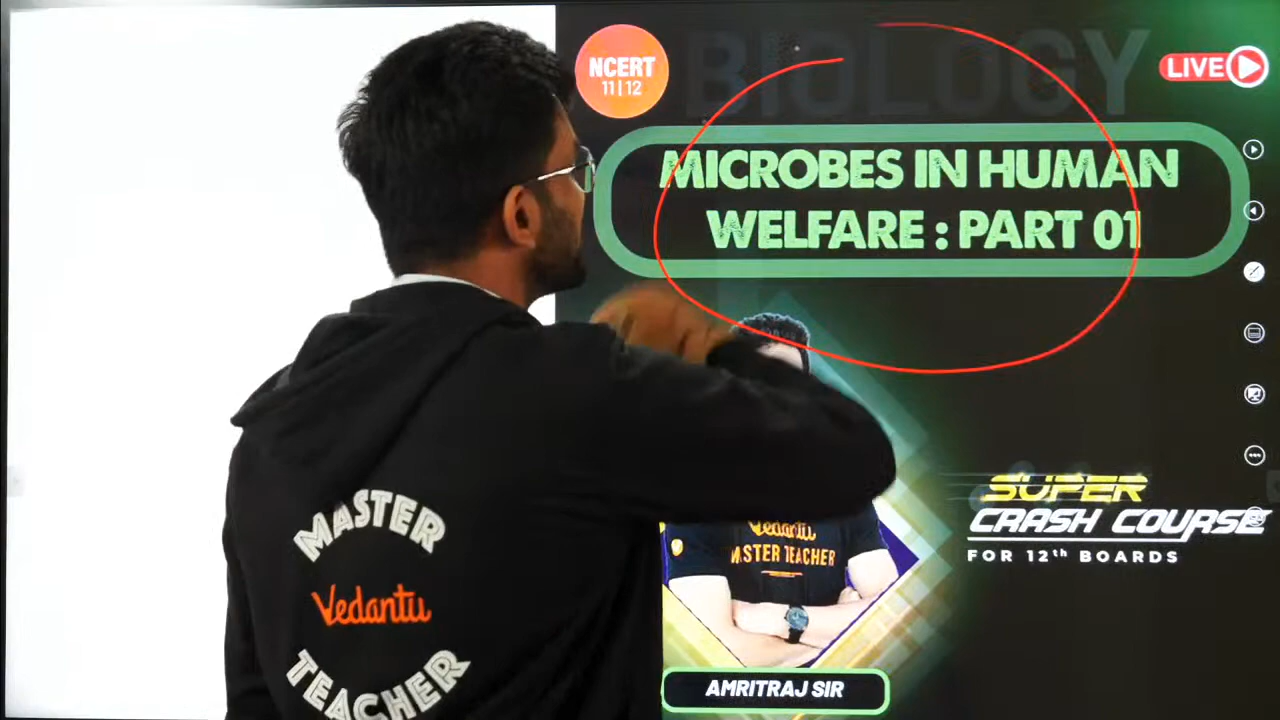 BIOLOGY
NCERT
11|12
LIVE
MICROBES IN HUMAN
WELFARE : PART 01
SUPER
CRASH COURSE
FOR 12th BOARDS
Vedantu
MASTER TEACHER
AMRITRAJ SIR
MASTER
Vedantu
TEACHER